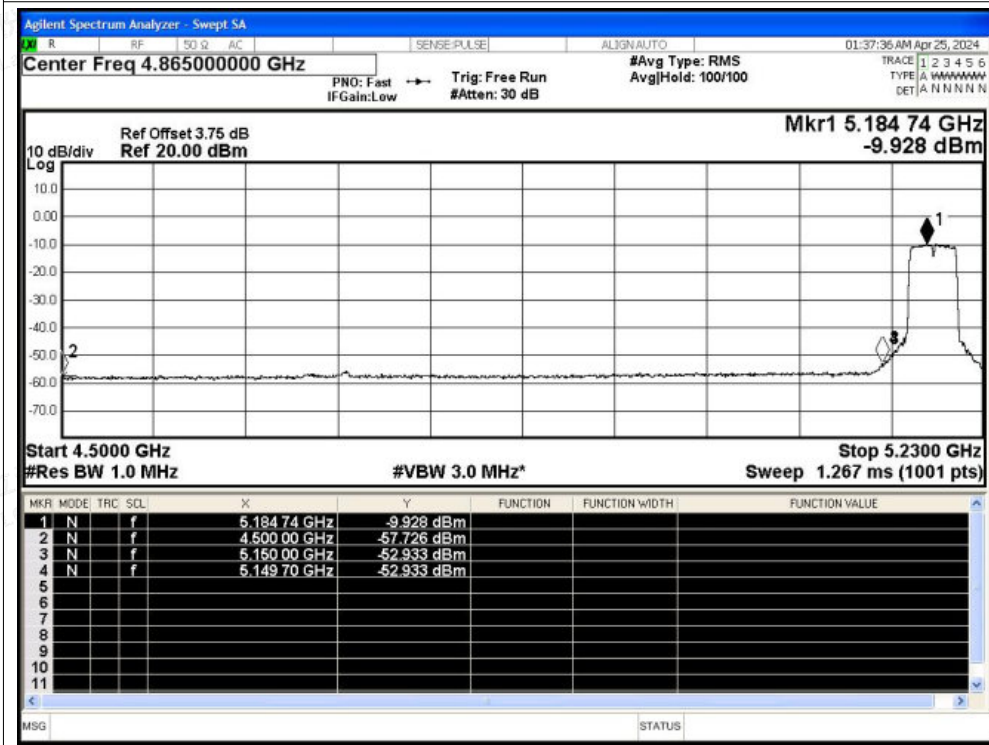 Agilent Spectrum Analyzer - Swept SA
LXI R RF 50 Ω AC SENSE:PULSE ALIGNAUTO 01:37:36 AM Apr 25, 2024
Center Freq 4.865000000 GHz
PNO: Fast
IFGain:Low
Trig: Free Run
#Atten: 30 dB
#Avg Type: RMS
Avg|Hold: 100/100
TRACE 1 2 3 4 5 6
TYPE A WWWWW
DET A N N N N N
Mkr1 5.184 74 GHz
-9.928 dBm
Ref Offset 3.75 dB
10 dB/div Ref 20.00 dBm
Log
10.0
0.00
1
-10.0
-20.0
-30.0
-40.0
3
-50.0
2
-60.0
-70.0
Start 4.5000 GHz Stop 5.2300 GHz
#Res BW 1.0 MHz #VBW 3.0 MHz* Sweep 1.267 ms (1001 pts)
MKR MODE TRC SCL X Y FUNCTION FUNCTION WIDTH FUNCTION VALUE
1 N f 5.184 74 GHz -9.928 dBm
2 N f 4.500 00 GHz -57.726 dBm
3 N f 5.150 00 GHz -52.933 dBm
4 N f 5.149 70 GHz -52.933 dBm
5
6
7
8
9
10
11
MSG STATUS